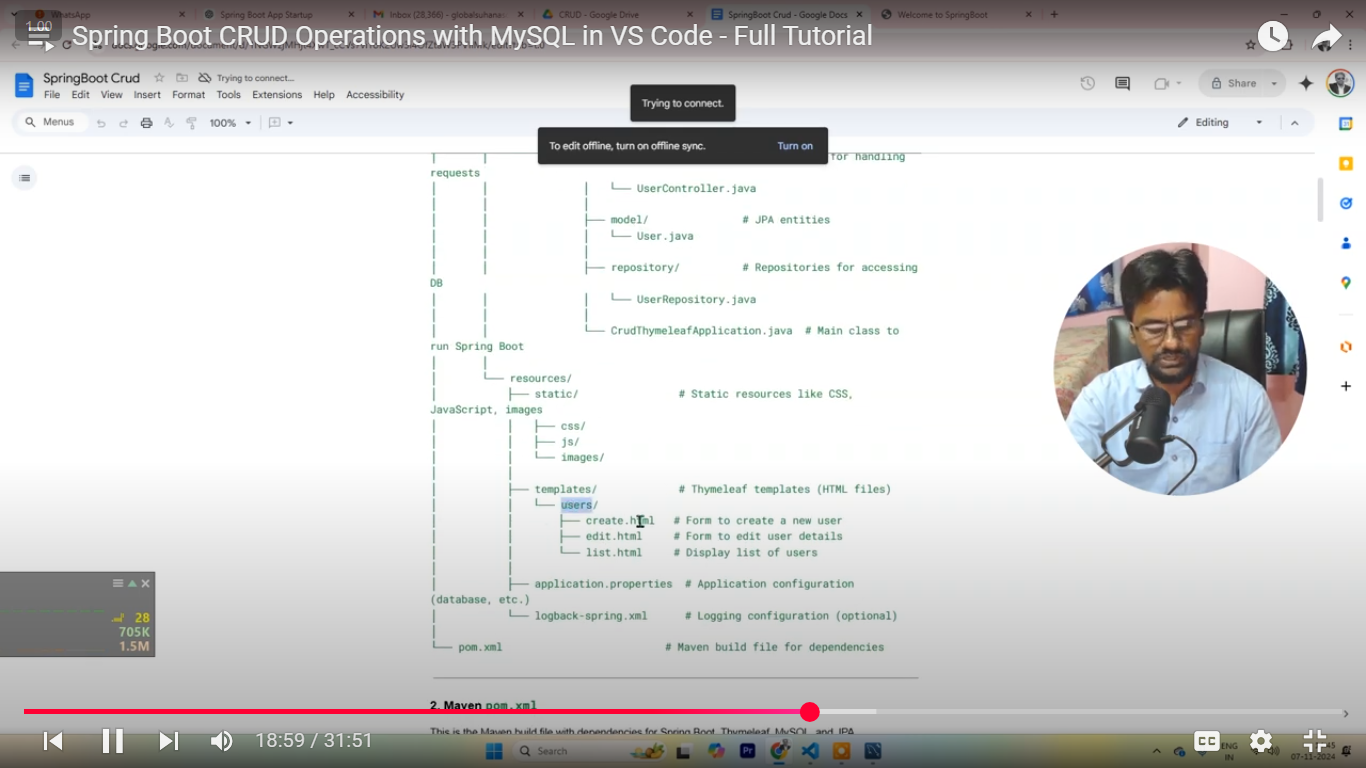 WhatsApp
Spring Boot App Startup
Inbox (28,366) - globalsuhana
CRUD - Google Drive
SpringBoot Crud - Google Docs
Welcome to SpringBoot
1.00
Spring Boot CRUD Operations with MySQL in VS Code - Full Tutorial
SpringBoot Crud
Trying to connect...
File Edit View Insert Format Tools Extensions Help Accessibility
Share
Trying to connect.
Menus
100%
Editing
To edit offline, turn on offline sync.
Turn on
for handling
requests
│ │ │ └── UserController.java
│ │ │
│ │ ├── model/ # JPA entities
│ │ │ └── User.java
│ │ │
│ │ ├── repository/ # Repositories for accessing
DB
│ │ │ └── UserRepository.java
│ │ │
│ │ └── CrudThymeleafApplication.java # Main class to
run Spring Boot
│ │
│ └── resources/
│ ├── static/ # Static resources like CSS,
JavaScript, images
│ │ ├── css/
│ │ ├── js/
│ │ └── images/
│ │
│ ├── templates/ # Thymeleaf templates (HTML files)
│ │ └── users/
│ │ ├── create.html # Form to create a new user
│ │ ├── edit.html # Form to edit user details
│ │ └── list.html # Display list of users
│ │
│ ├── application.properties # Application configuration
(database, etc.)
│ └── logback-spring.xml # Logging configuration (optional)
│
└── pom.xml # Maven build file for dependencies
28
705K
1.5M
2. Maven pom.xml
This is the Maven build file with dependencies for Spring Boot, Thymeleaf, MySQL, and JPA
18:59 / 31:51
CC
Search
Pr
ENG
IN
07-11-2024